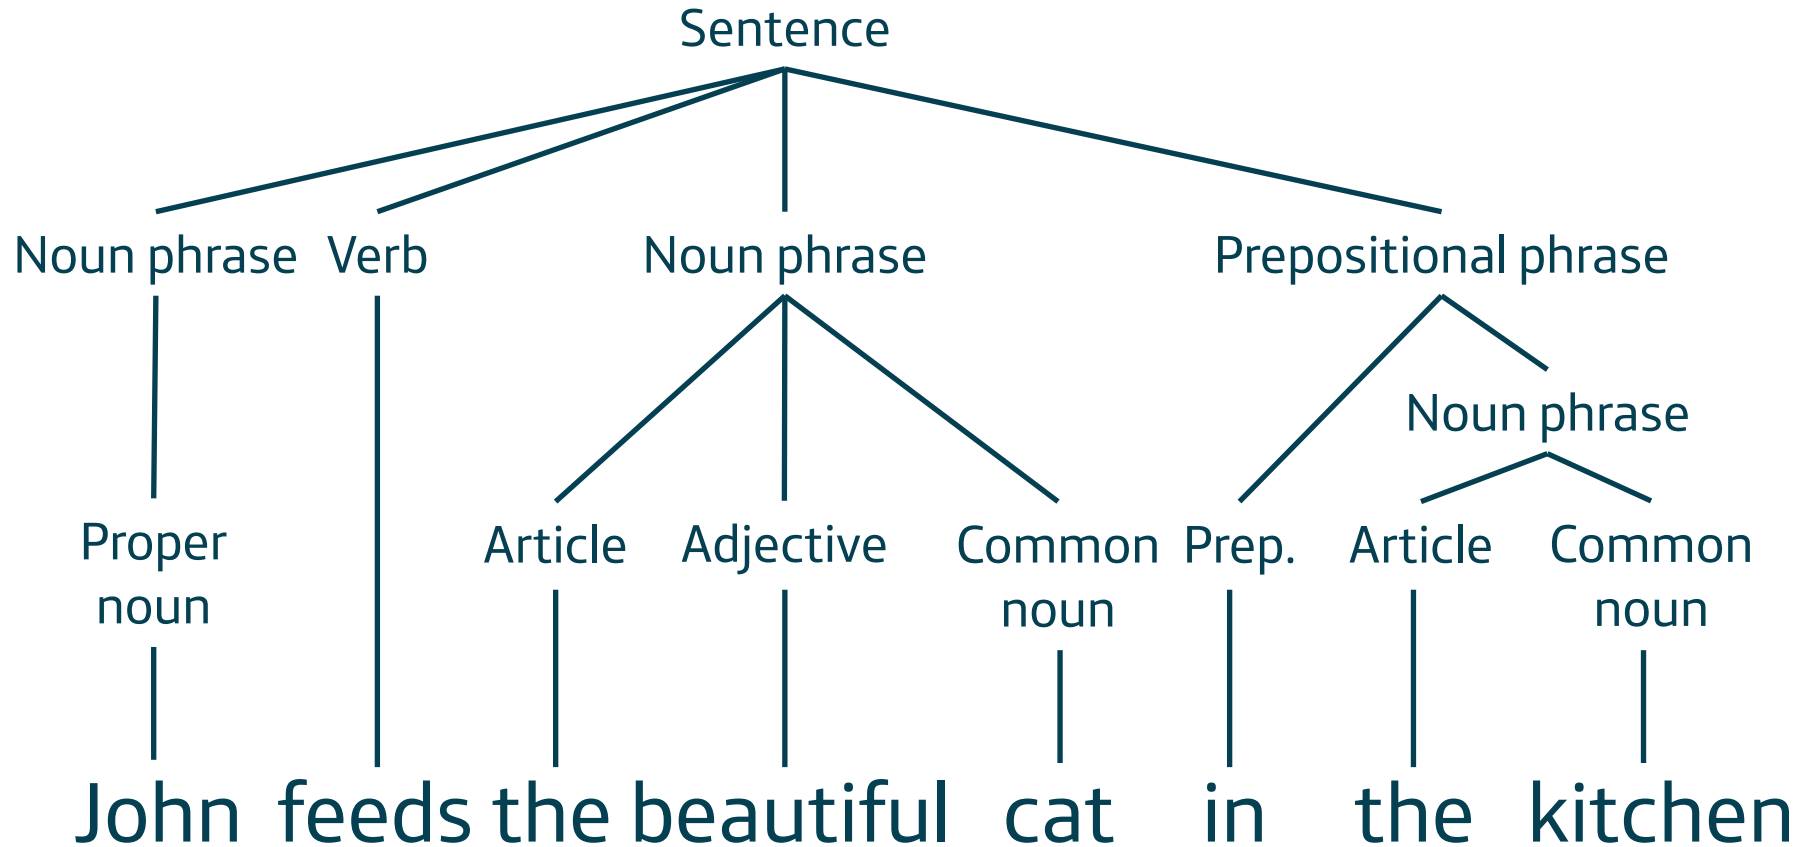 Sentence
Noun phrase Verb Noun phrase Prepositional phrase
Noun phrase
Proper noun Article Adjective Common noun Prep. Article Common noun
John feeds the beautiful cat in the kitchen